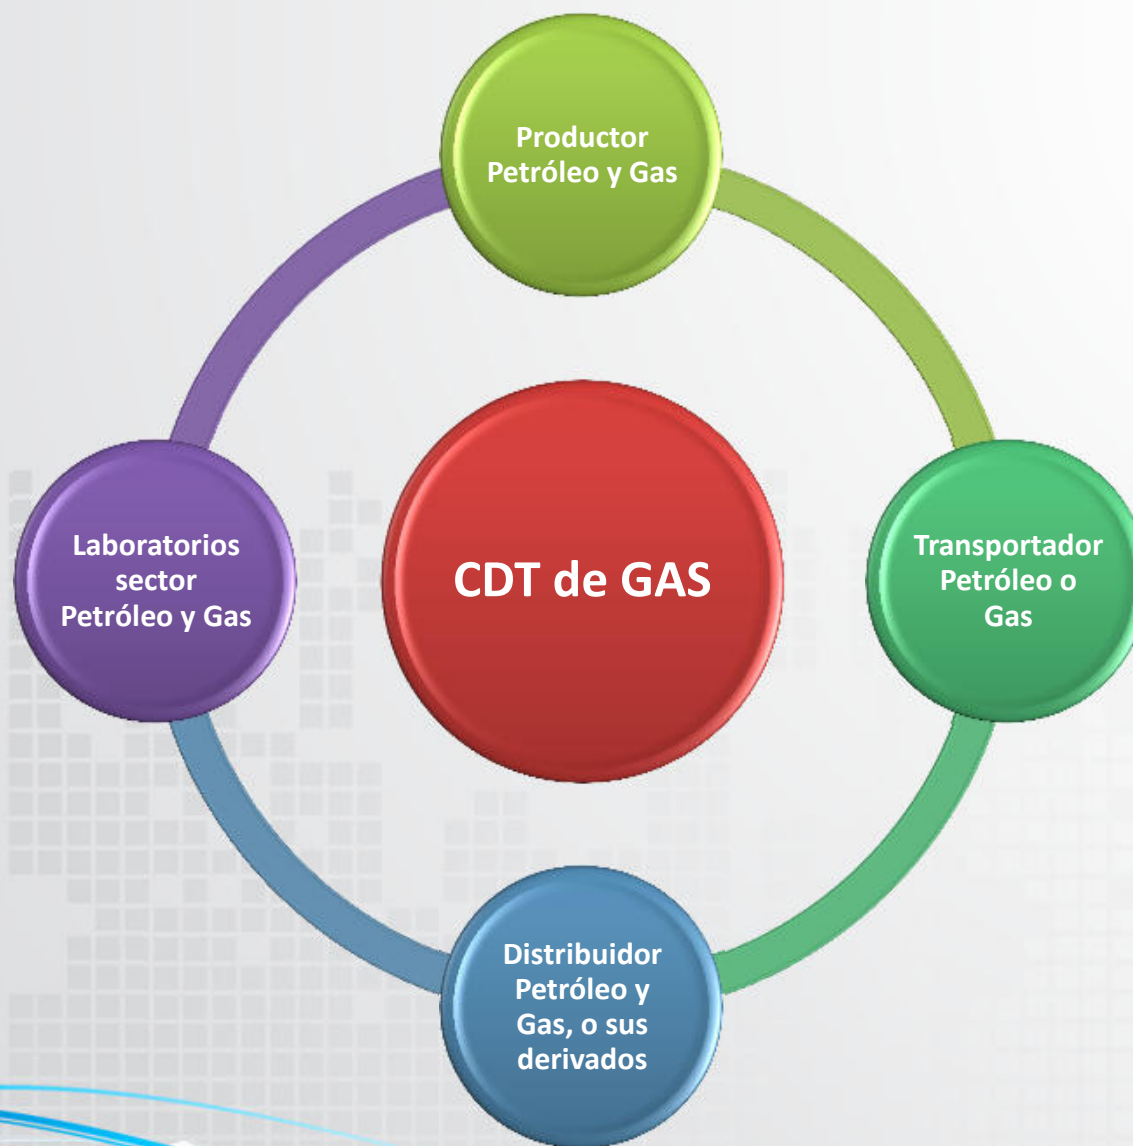 Productor
Petróleo y Gas
Laboratorios
sector
Petróleo y Gas
CDT de GAS
Transportador
Petróleo o
Gas
Distribuidor
Petróleo y
Gas, o sus
derivados